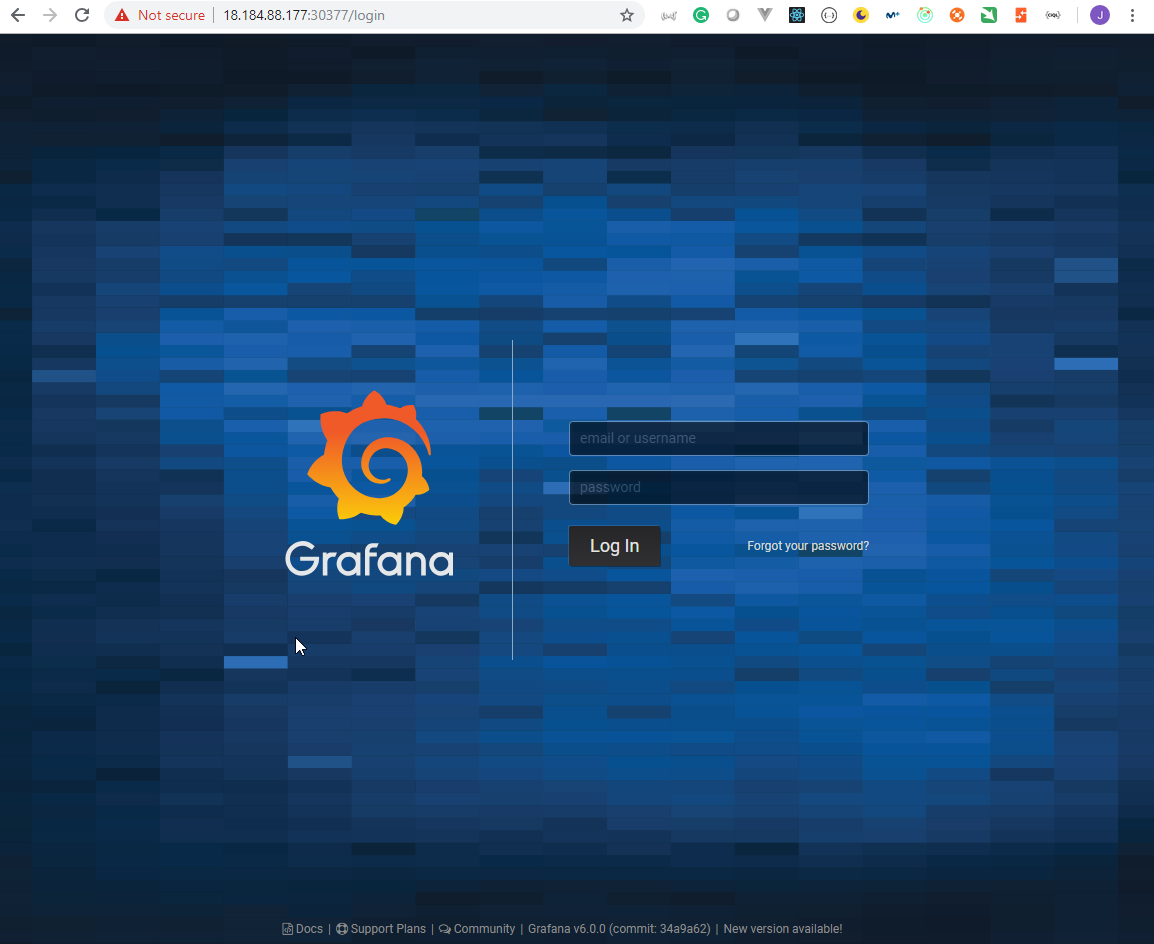 Not secure | 18.184.88.177:30377/login
J
email or username
password
Log In
Forgot your password?
Grafana
Docs | Support Plans | Community | Grafana v6.0.0 (commit: 34a9a62) | New version available!